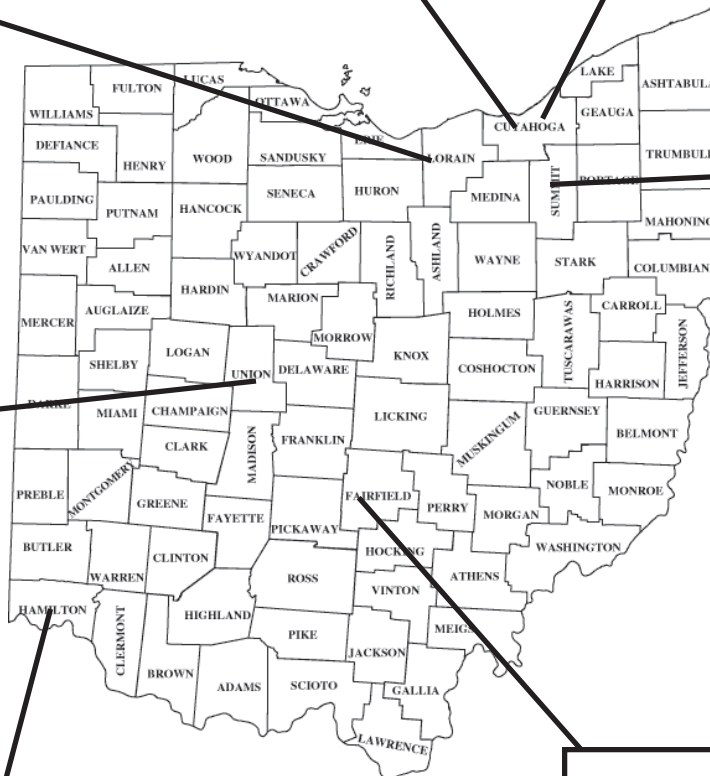 LAKE
LUCAS
FULTON
ASHTABUL
OTTAWA
WILLIAMS
GEAUGA
CUYAHOGA
ERIE
DEFIANCE
HENRY
WOOD
SANDUSKY
LORAIN
TRUMBULL
SUMMIT
PORTAGE
SENECA
HURON
MEDINA
PAULDING
PUTNAM
HANCOCK
MAHONING
VAN WERT
WYANDOT
CRAWFORD
RICHLAND
ASHLAND
WAYNE
STARK
ALLEN
COLUMBIAN
HARDIN
MARION
CARROLL
AUGLAIZE
MERCER
HOLMES
TUSCARAWAS
JEFFERSON
MORROW
LOGAN
KNOX
SHELBY
COSHOCTON
UNION
DELAWARE
HARRISON
DARKE
MIAMI
CHAMPAIGN
LICKING
GUERNSEY
MUSKINGUM
BELMONT
CLARK
MADISON
FRANKLIN
PREBLE
MONTGOMERY
NOBLE
MONROE
GREENE
FAIRFIELD
PERRY
MORGAN
FAYETTE
PICKAWAY
BUTLER
HOCKING
WASHINGTON
CLINTON
WARREN
ROSS
ATHENS
VINTON
HAMILTON
HIGHLAND
CLERMONT
PIKE
MEIGS
JACKSON
BROWN
ADAMS
SCIOTO
GALLIA
LAWRENCE